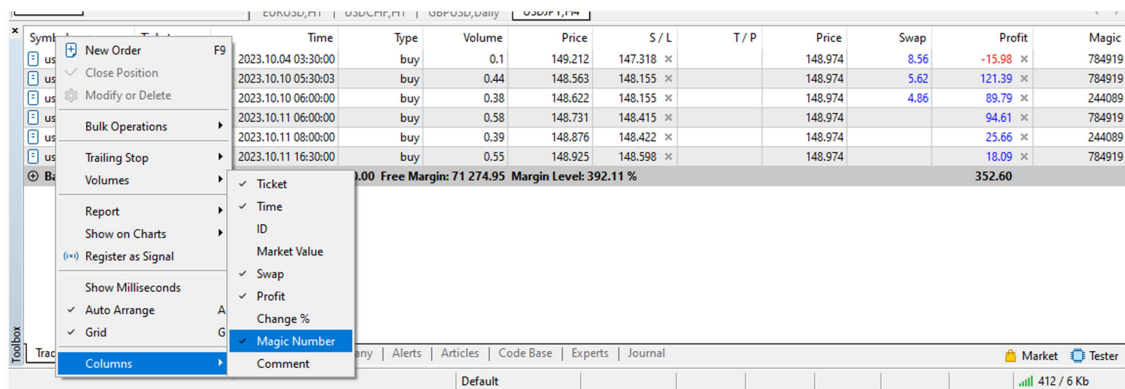 EURUSD,H1 | USDCHF,H1 | GBPUSD,Daily USDJPY,H4
Time Type Volume Price S / L T / P Price Swap Profit Magic
New Order F9
Close Position
Modify or Delete
Bulk Operations
Trailing Stop
Volumes
Report
Show on Charts
Register as Signal
Show Milliseconds
Auto Arrange A
Grid G
Columns
us 2023.10.04 03:30:00 buy 0.1 149.212 147.318 148.974 8.56 -15.98 784919
us 2023.10.10 05:30:03 buy 0.44 148.563 148.155 148.974 5.62 121.39 784919
us 2023.10.10 06:00:00 buy 0.38 148.622 148.155 148.974 4.86 89.79 244089
us 2023.10.11 06:00:00 buy 0.58 148.731 148.415 148.974 94.61 784919
us 2023.10.11 08:00:00 buy 0.39 148.876 148.422 148.974 25.66 244089
us 2023.10.11 16:30:00 buy 0.55 148.925 148.598 148.974 18.09 784919
Ba .00 Free Margin: 71 274.95 Margin Level: 392.11 % 352.60
Ticket
Time
ID
Market Value
Swap
Profit
Change %
Magic Number
Comment
Toolbox
Trad any | Alerts | Articles | Code Base | Experts | Journal
Market Tester
Default 412 / 6 Kb